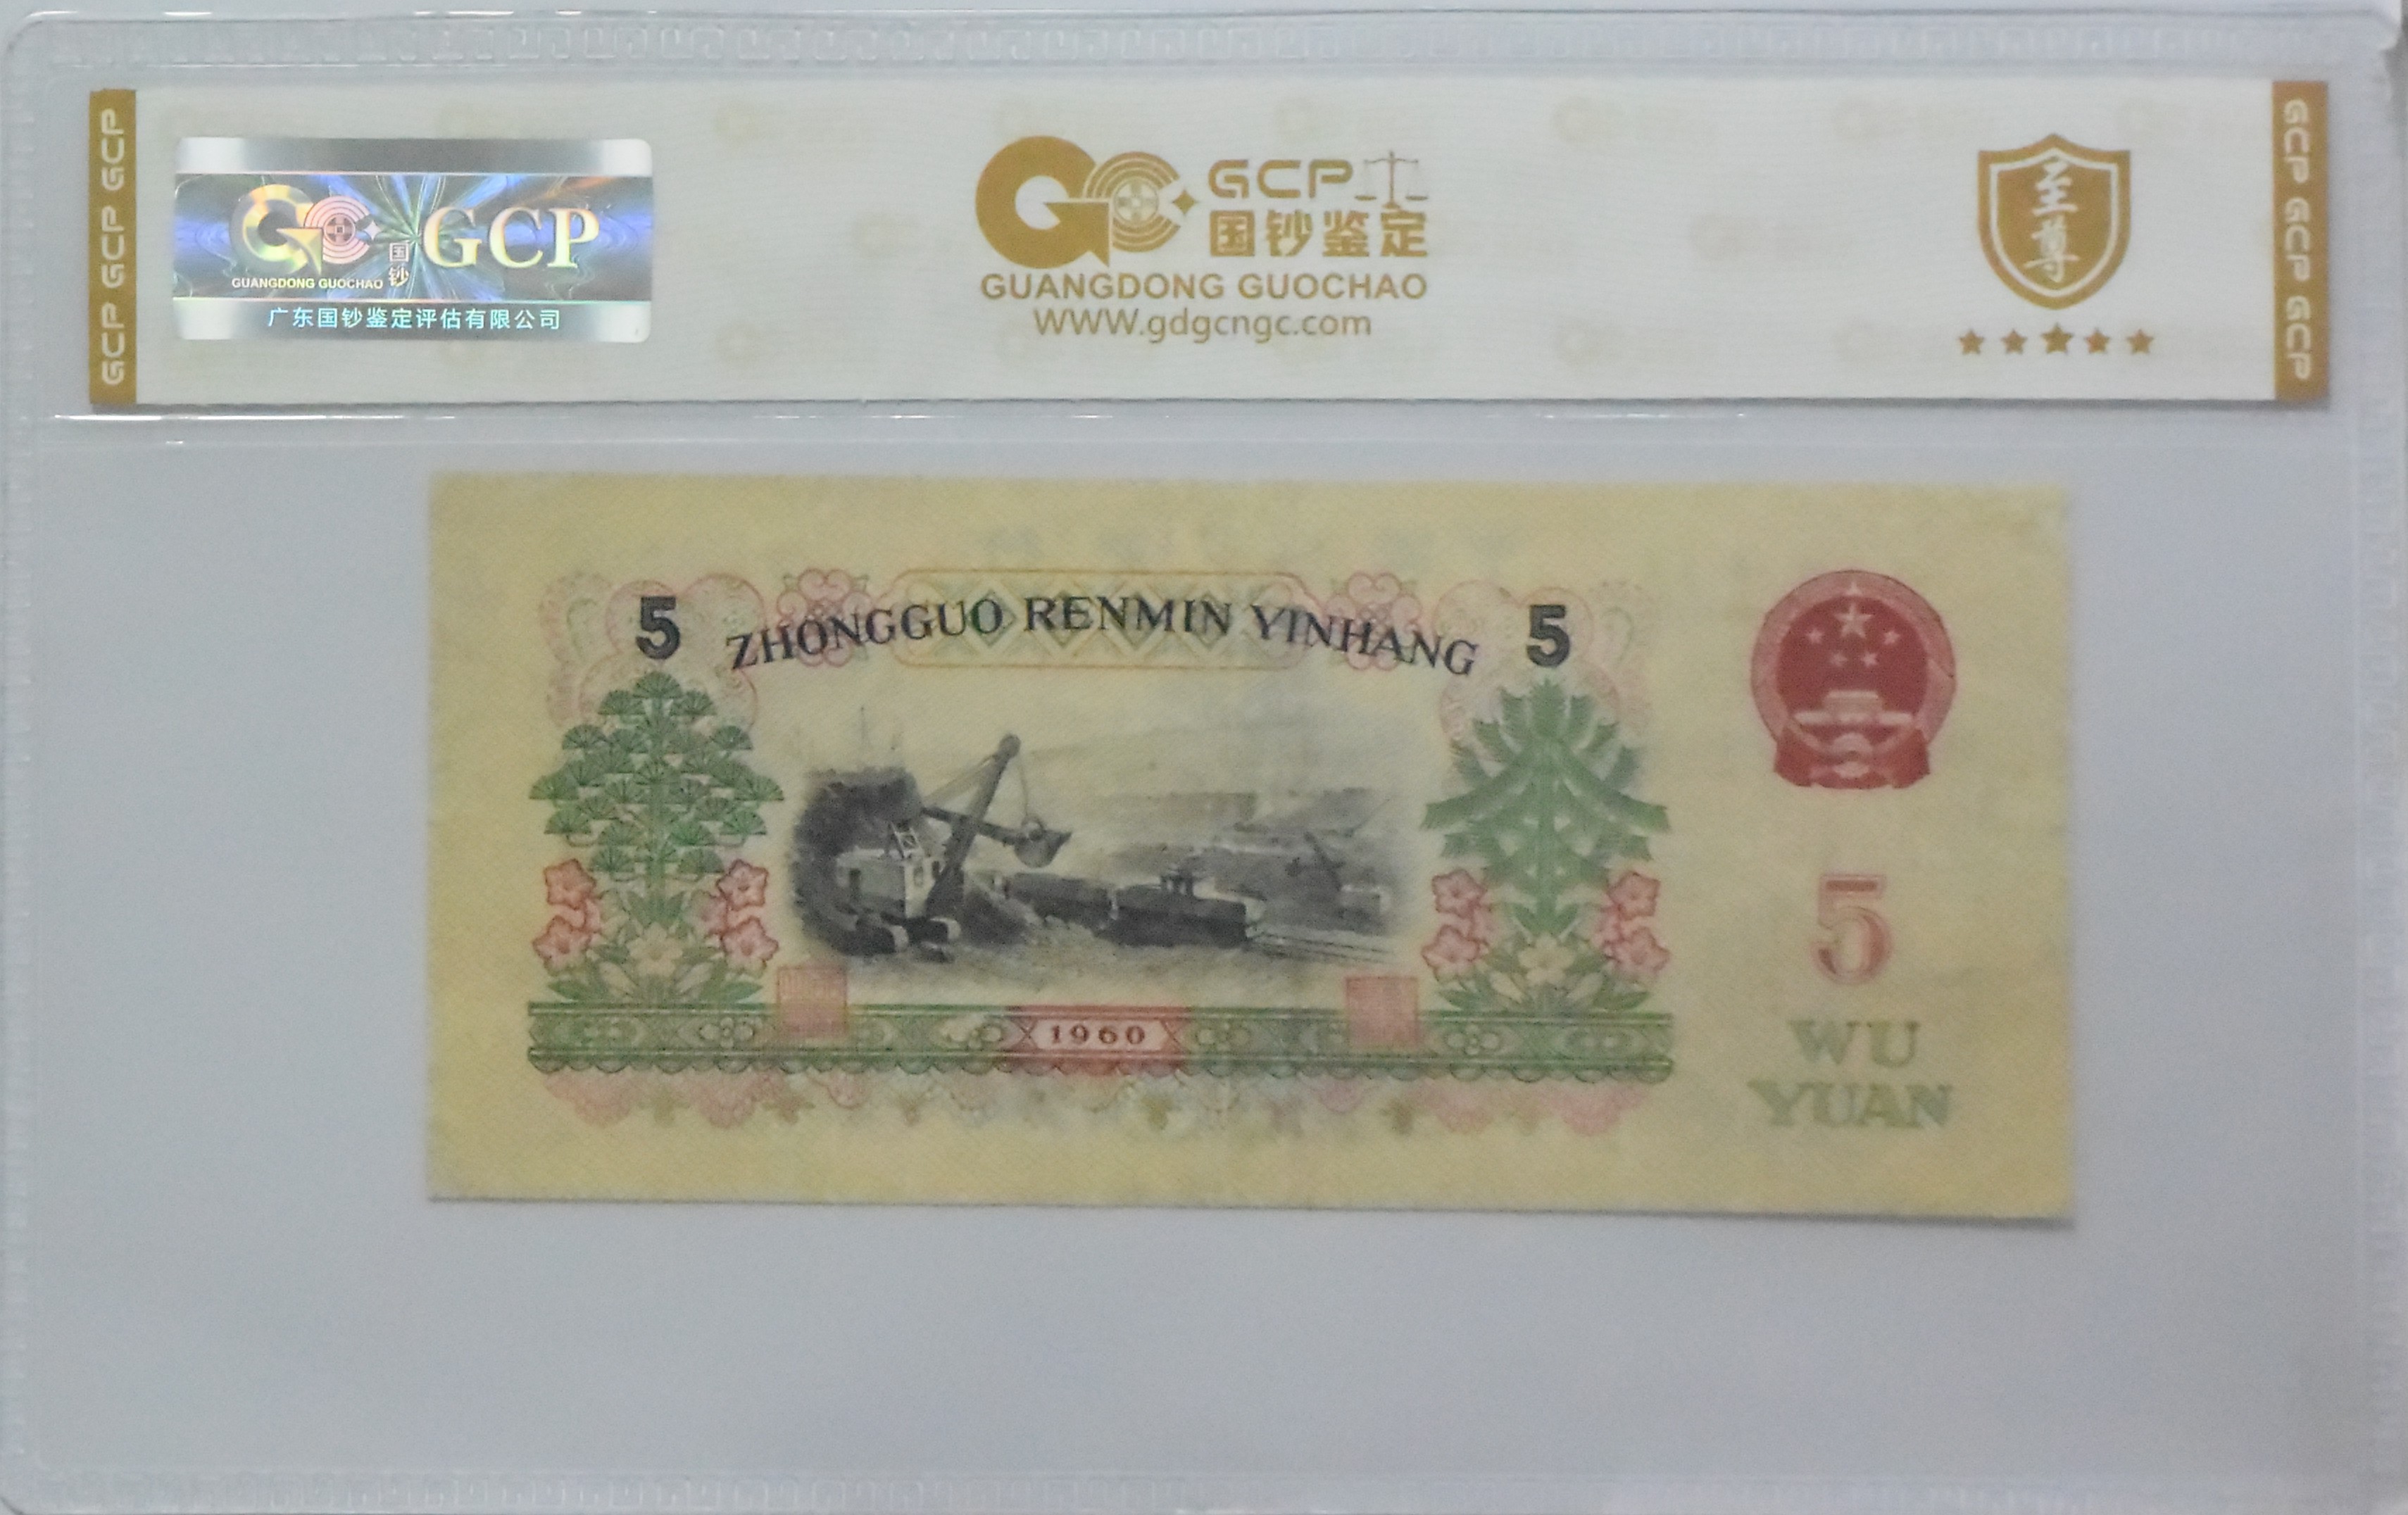 GCP GCP GCP
GCP
国钞
GUANGDONG GUOCHAO
广东国钞鉴定评估有限公司
GCP
国钞鉴定
GUANGDONG GUOCHAO
WWW.gdgcngc.com
至尊
GCP GCP GCP
5 ZHONGGUO RENMIN YINHANG 5
1960
5
WU
YUAN